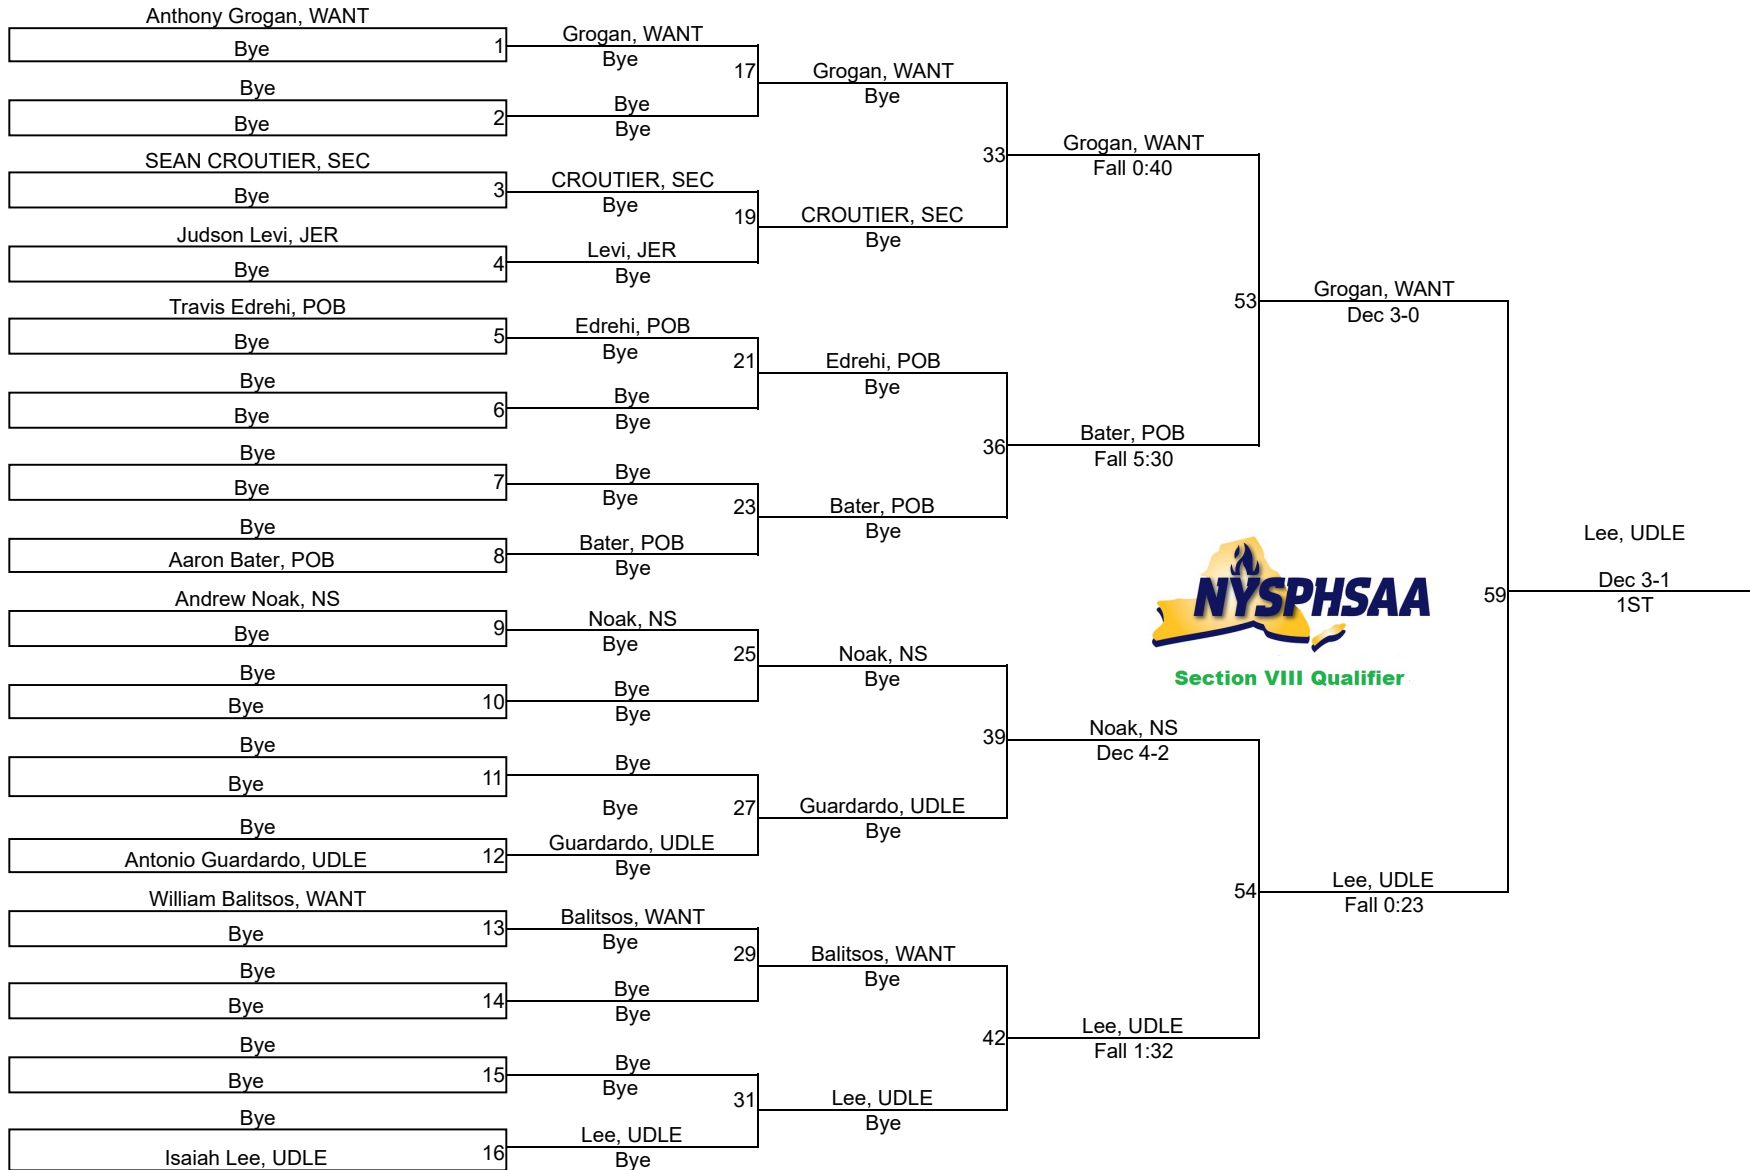 Anthony Grogan, WANT
Bye
1
Bye
Bye
2
SEAN CROUTIER, SEC
Bye
3
Judson Levi, JER
Bye
4
Travis Edrehi, POB
Bye
5
Bye
Bye
6
Bye
Bye
7
Bye
Aaron Bater, POB
8
Andrew Noak, NS
Bye
9
Bye
Bye
10
Bye
Bye
11
Bye
Antonio Guardardo, UDLE
12
William Balitsos, WANT
Bye
13
Bye
Bye
14
Bye
Bye
15
Bye
Isaiah Lee, UDLE
16
Grogan, WANT
Bye
17
Bye
Bye
CROUTIER, SEC
Bye
19
Levi, JER
Bye
Edrehi, POB
Bye
21
Bye
Bye
Bye
Bye
23
Bater, POB
Bye
Noak, NS
Bye
25
Bye
Bye
Bye
Bye
27
Guardardo, UDLE
Bye
Balitsos, WANT
Bye
29
Bye
Bye
Bye
Bye
31
Lee, UDLE
Bye
Grogan, WANT
Bye
33
CROUTIER, SEC
Bye
Edrehi, POB
Bye
36
Bater, POB
Bye
Noak, NS
Bye
39
Guardardo, UDLE
Bye
Balitsos, WANT
Bye
42
Lee, UDLE
Bye
Grogan, WANT
Fall 0:40
53
Bater, POB
Fall 5:30
NYSPHSAA
Section VIII Qualifier
Noak, NS
Dec 4-2
54
Lee, UDLE
Fall 1:32
Grogan, WANT
Dec 3-0
59
Lee, UDLE
Fall 0:23
Lee, UDLE
Dec 3-1
1ST